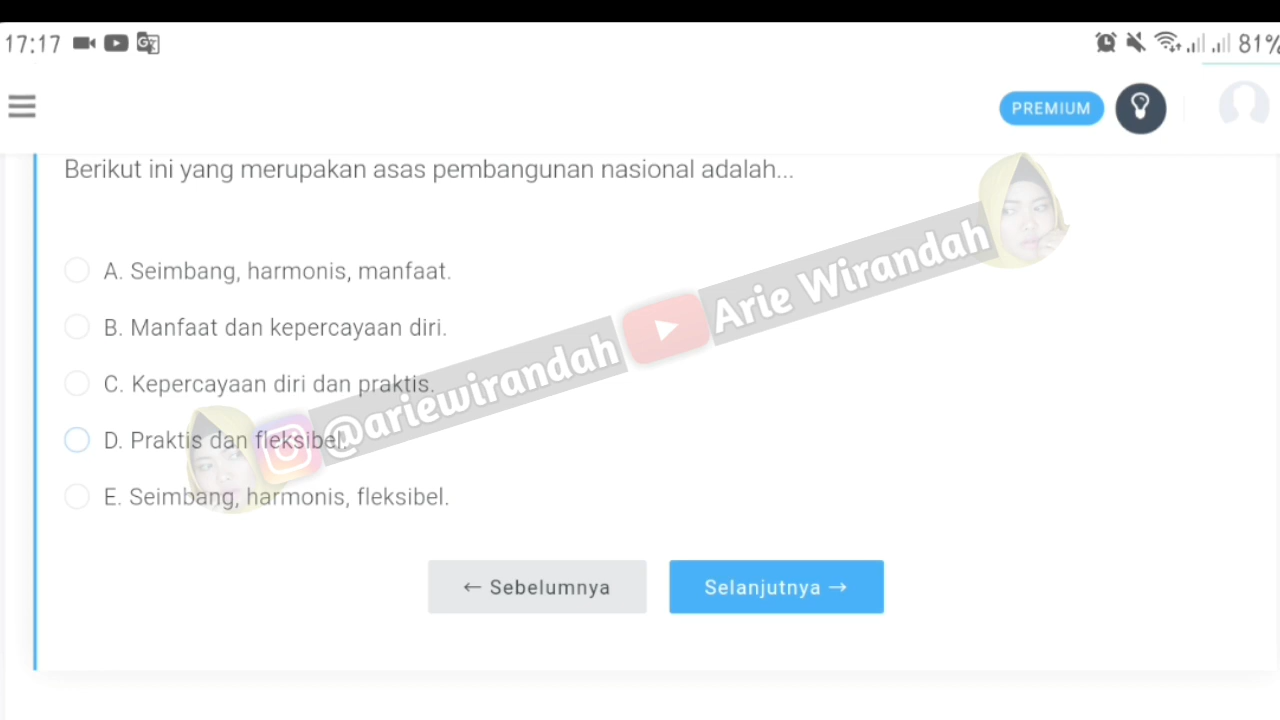 17:17
81%
PREMIUM
Berikut ini yang merupakan asas pembangunan nasional adalah...
A. Seimbang, harmonis, manfaat.
B. Manfaat dan kepercayaan diri.
C. Kepercayaan diri dan praktis.
D. Praktis dan fleksibel.
E. Seimbang, harmonis, fleksibel.
@ariewirandah Arie Wirandah
← Sebelumnya
Selanjutnya →